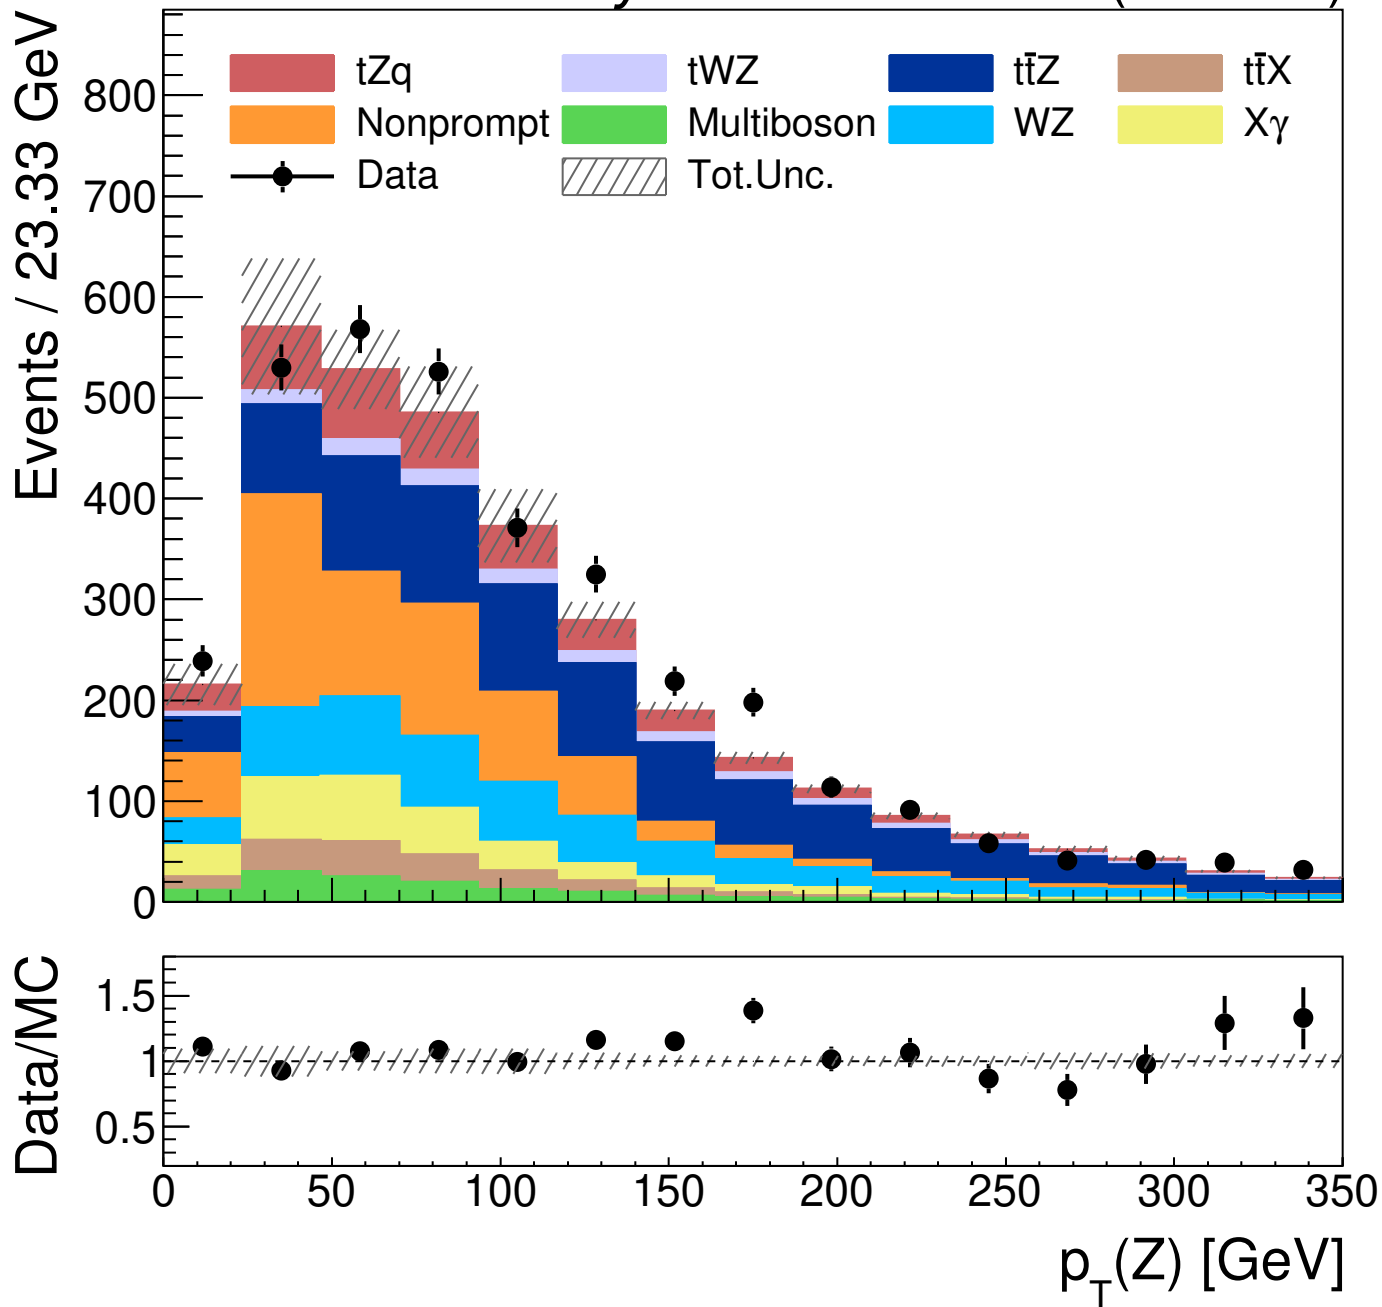 Events / 23.33 GeV
tZq tWZ tt̄Z tt̄X
Nonprompt Multiboson WZ Xγ
Data Tot.Unc.
800
700
600
500
400
300
200
100
0
Data/MC
1.5
1
0.5
0 50 100 150 200 250 300 350
p_T(Z) [GeV]